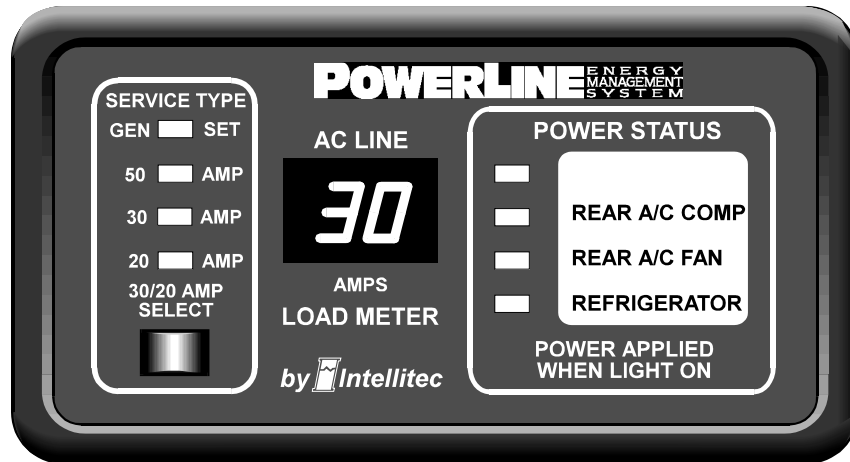 POWERLINE ENERGY MANAGEMENT SYSTEM
SERVICE TYPE
GEN SET
50 AMP
30 AMP
20 AMP
30/20 AMP
SELECT
AC LINE
30
AMPS
LOAD METER
by Intellitec
POWER STATUS
REAR A/C COMP
REAR A/C FAN
REFRIGERATOR
POWER APPLIED
WHEN LIGHT ON